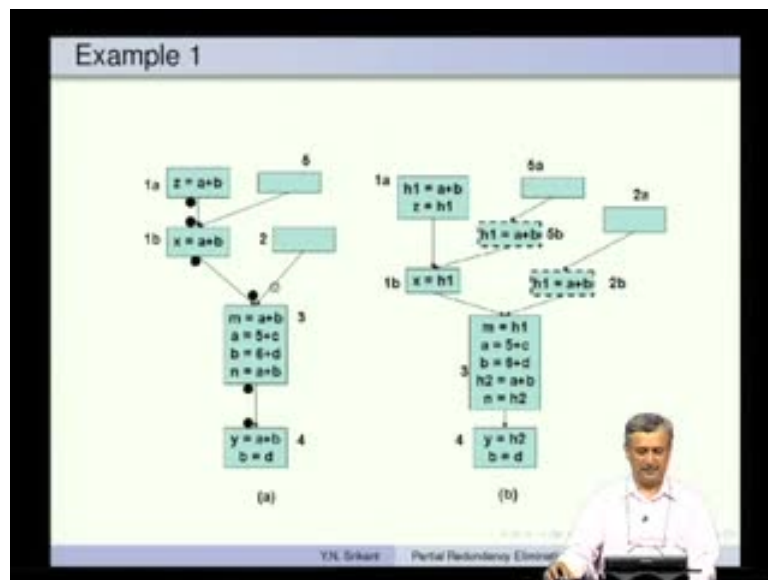 Example 1
5
1a
z = a+b
1b
x = a+b
2
m = a+b
a = 5+c
b = 6+d
n = a+b
3
y = a+b
b = d
4
(a)
1a
h1 = a+b
z = h1
5a
2a
h1 = a+b
5b
1b
x = h1
h1 = a+b
2b
3
m = h1
a = 5+c
b = 6+d
h2 = a+b
n = h2
4
y = h2
b = d
(b)
Y.N. Srikant
Partial Redundancy